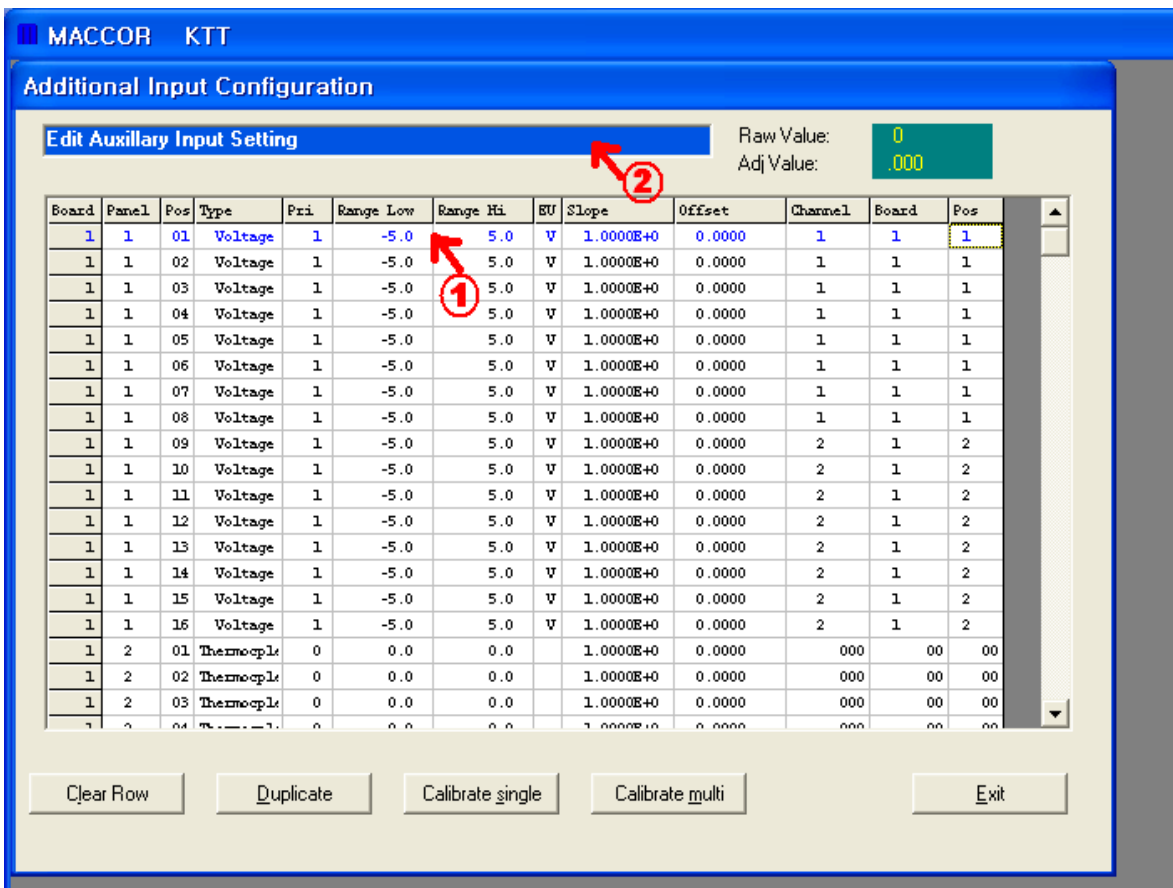 MACCOR KTT
Additional Input Configuration
Edit Auxillary Input Setting
Raw Value: 0
Adj Value: .000
2
Board Panel Pos Type Pri Range Low Range Hi EU Slope Offset Channel Board Pos
1 1 01 Voltage 1 -5.0 5.0 V 1.0000E+0 0.0000 1 1 1
1 1 02 Voltage 1 -5.0 5.0 V 1.0000E+0 0.0000 1 1 1
1
1 1 03 Voltage 1 -5.0 5.0 V 1.0000E+0 0.0000 1 1 1
1 1 04 Voltage 1 -5.0 5.0 V 1.0000E+0 0.0000 1 1 1
1 1 05 Voltage 1 -5.0 5.0 V 1.0000E+0 0.0000 1 1 1
1 1 06 Voltage 1 -5.0 5.0 V 1.0000E+0 0.0000 1 1 1
1 1 07 Voltage 1 -5.0 5.0 V 1.0000E+0 0.0000 1 1 1
1 1 08 Voltage 1 -5.0 5.0 V 1.0000E+0 0.0000 1 1 1
1 1 09 Voltage 1 -5.0 5.0 V 1.0000E+0 0.0000 2 1 2
1 1 10 Voltage 1 -5.0 5.0 V 1.0000E+0 0.0000 2 1 2
1 1 11 Voltage 1 -5.0 5.0 V 1.0000E+0 0.0000 2 1 2
1 1 12 Voltage 1 -5.0 5.0 V 1.0000E+0 0.0000 2 1 2
1 1 13 Voltage 1 -5.0 5.0 V 1.0000E+0 0.0000 2 1 2
1 1 14 Voltage 1 -5.0 5.0 V 1.0000E+0 0.0000 2 1 2
1 1 15 Voltage 1 -5.0 5.0 V 1.0000E+0 0.0000 2 1 2
1 1 16 Voltage 1 -5.0 5.0 V 1.0000E+0 0.0000 2 1 2
1 2 01 Thermocple 0 0.0 0.0 1.0000E+0 0.0000 000 00 00
1 2 02 Thermocple 0 0.0 0.0 1.0000E+0 0.0000 000 00 00
1 2 03 Thermocple 0 0.0 0.0 1.0000E+0 0.0000 000 00 00
Clear Row Duplicate Calibrate single Calibrate multi Exit